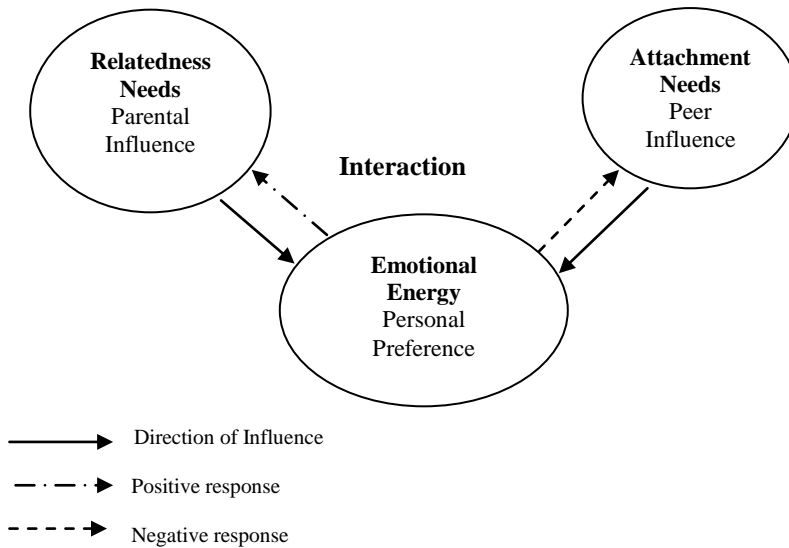 Relatedness
Needs
Parental
Influence
Attachment
Needs
Peer
Influence
Interaction
Emotional
Energy
Personal
Preference
Direction of Influence
Positive response
Negative response